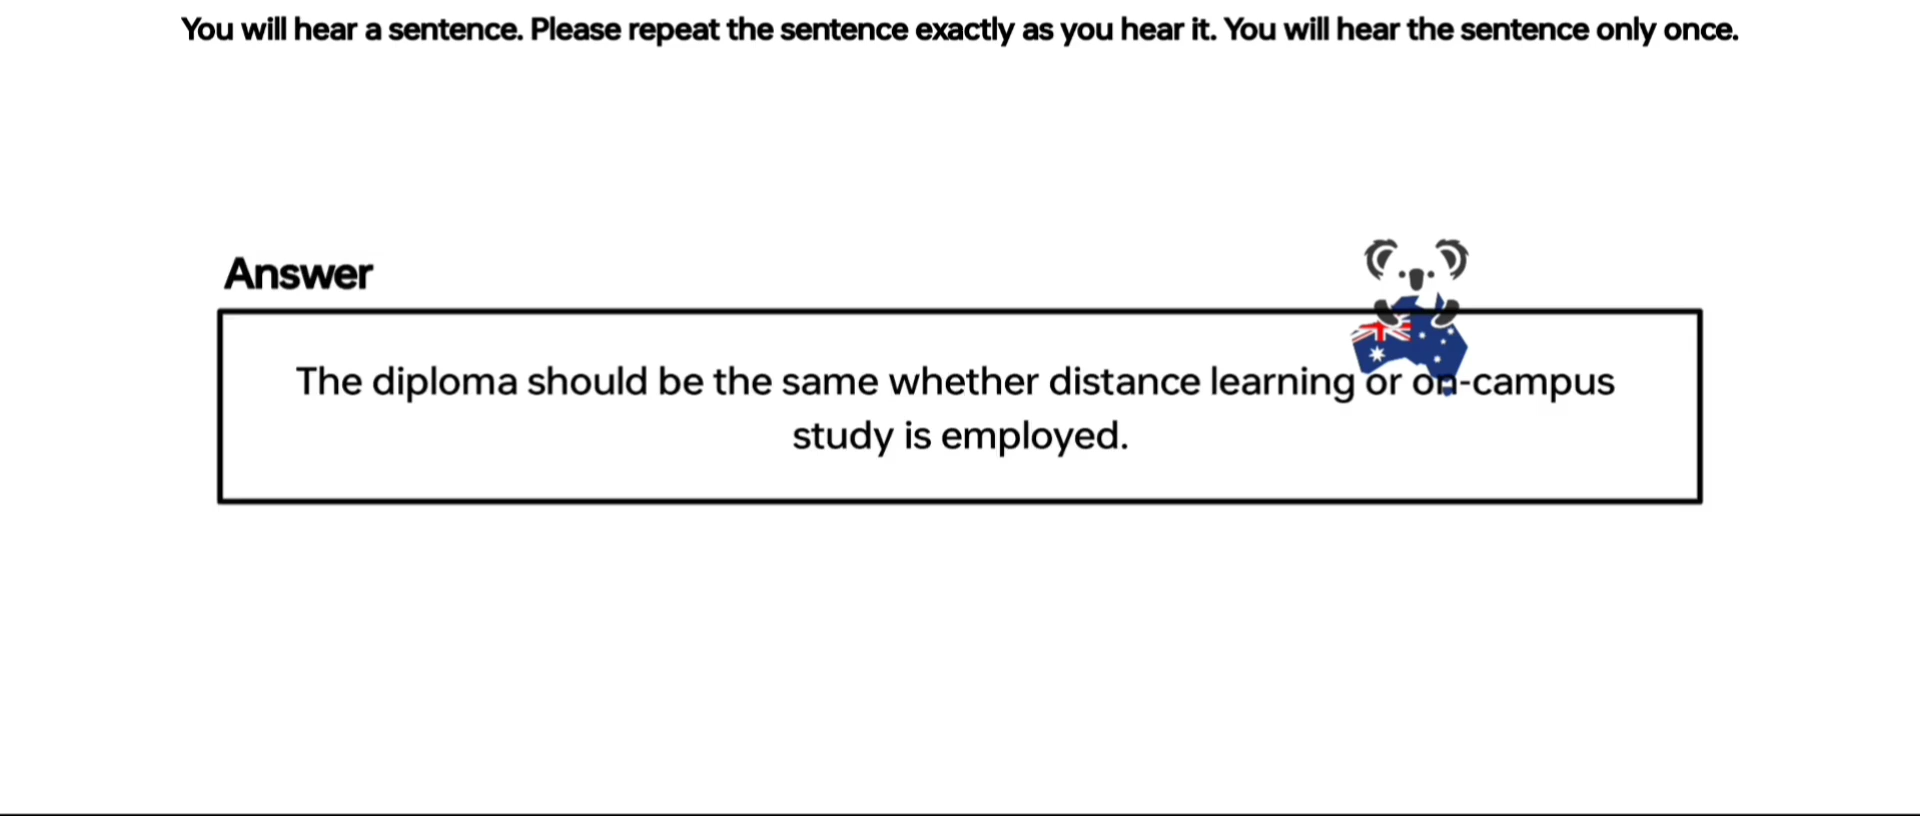 You will hear a sentence. Please repeat the sentence exactly as you hear it. You will hear the sentence only once.
Answer
The diploma should be the same whether distance learning or on-campus
study is employed.